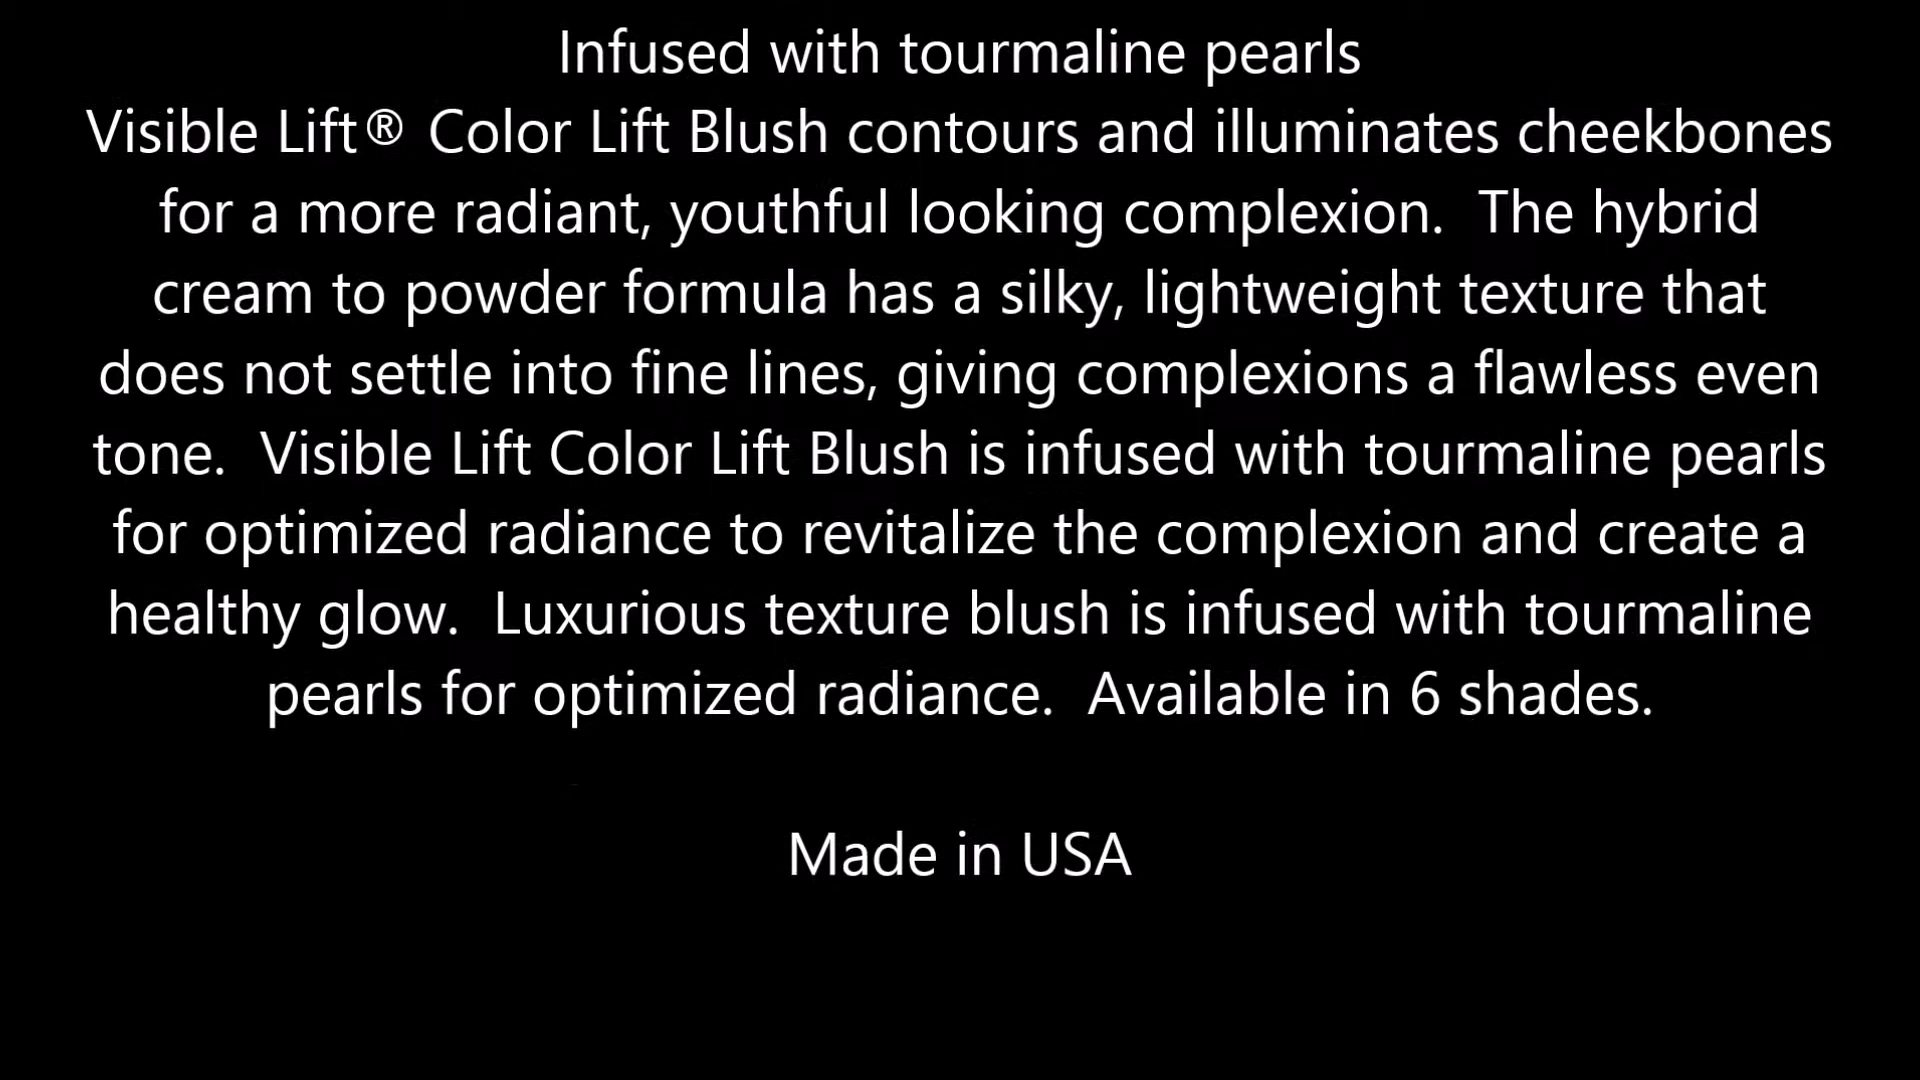 Infused with tourmaline pearls
Visible Lift® Color Lift Blush contours and illuminates cheekbones
for a more radiant, youthful looking complexion.  The hybrid
cream to powder formula has a silky, lightweight texture that
does not settle into fine lines, giving complexions a flawless even
tone.  Visible Lift Color Lift Blush is infused with tourmaline pearls
for optimized radiance to revitalize the complexion and create a
healthy glow.  Luxurious texture blush is infused with tourmaline
pearls for optimized radiance.  Available in 6 shades.
Made in USA